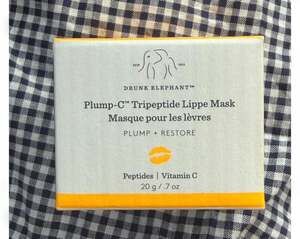 DRUNK ELEPHANT™
Plump-C™ Tripeptide Lippe Mask
Masque pour les lèvres
PLUMP + RESTORE
Peptides | Vitamin C
20 g / .7 oz